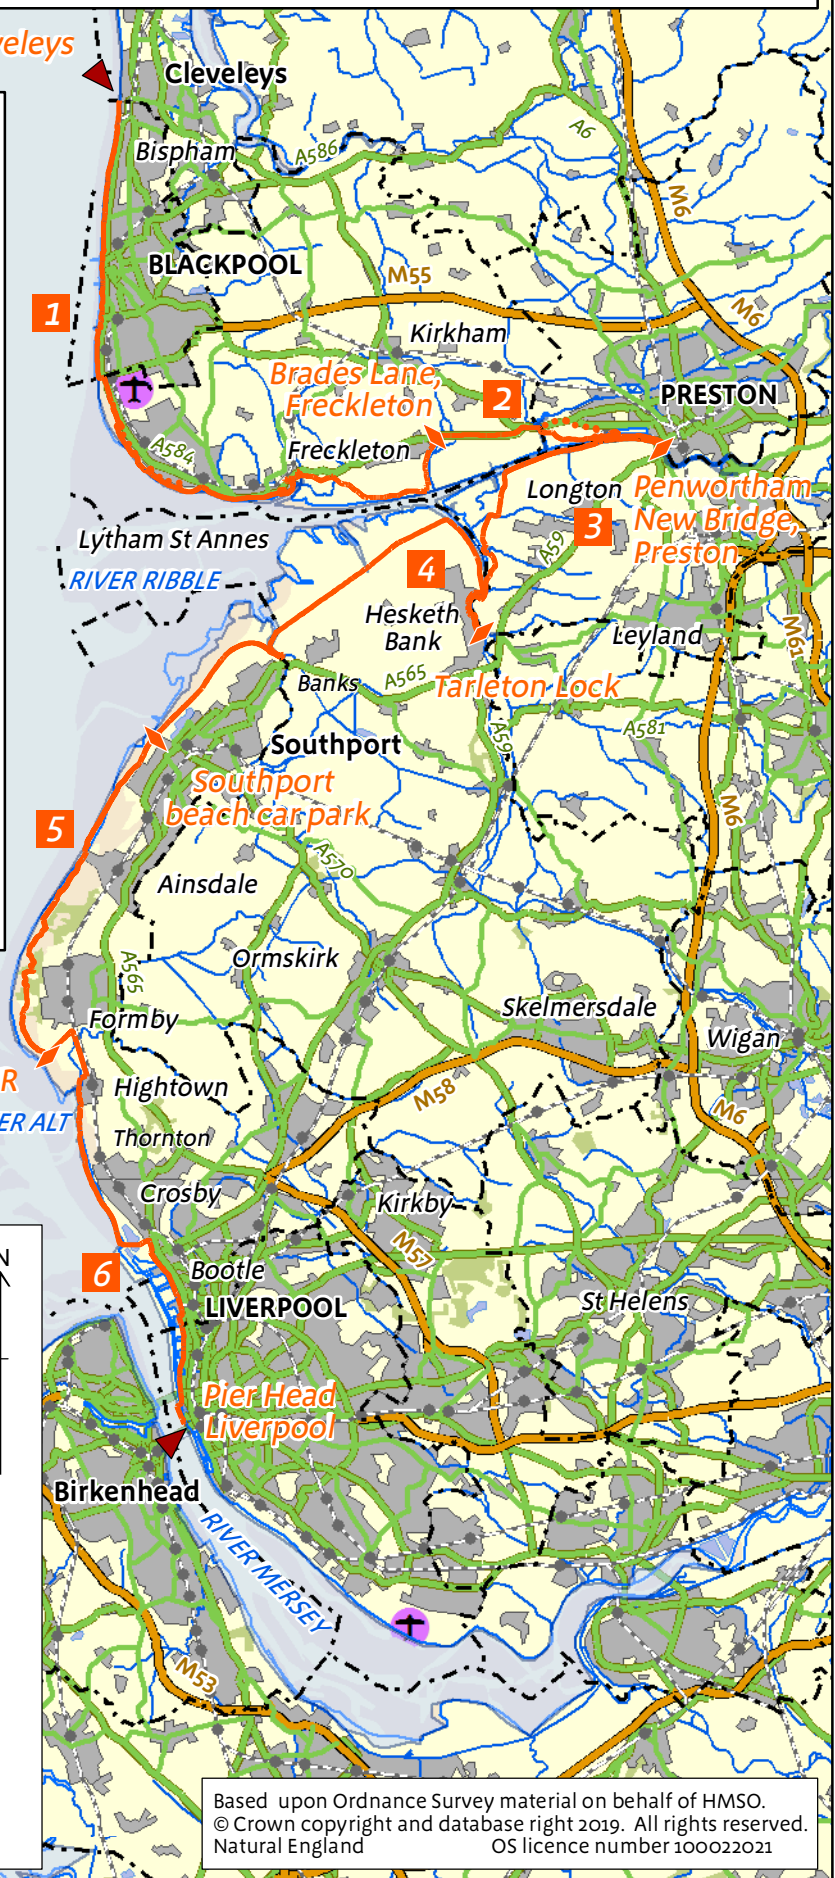 veleys
Cleveleys
A6
Bispham
A586
M6
BLACKPOOL
M55
1
M6
Kirkham
Brades Lane,
Freckleton
2
PRESTON
A584
Freckleton
Longton
Penwortham
New Bridge,
Preston
3
Lytham St Annes
A59
4
RIVER RIBBLE
Hesketh
Bank
Leyland
M61
Banks
A565
Tarleton Lock
Southport
A59
A581
Southport
beach car park
M6
5
A570
Ainsdale
Ormskirk
A565
Skelmersdale
Formby
Wigan
R
Hightown
M58
M6
ER ALT
Thornton
Crosby
Kirkby
M57
6
N
Bootle
LIVERPOOL
St Helens
Pier Head
Liverpool
Birkenhead
RIVER MERSEY
M53
Based upon Ordnance Survey material on behalf of HMSO.
© Crown copyright and database right 2019. All rights reserved.
Natural England OS licence number 100022021